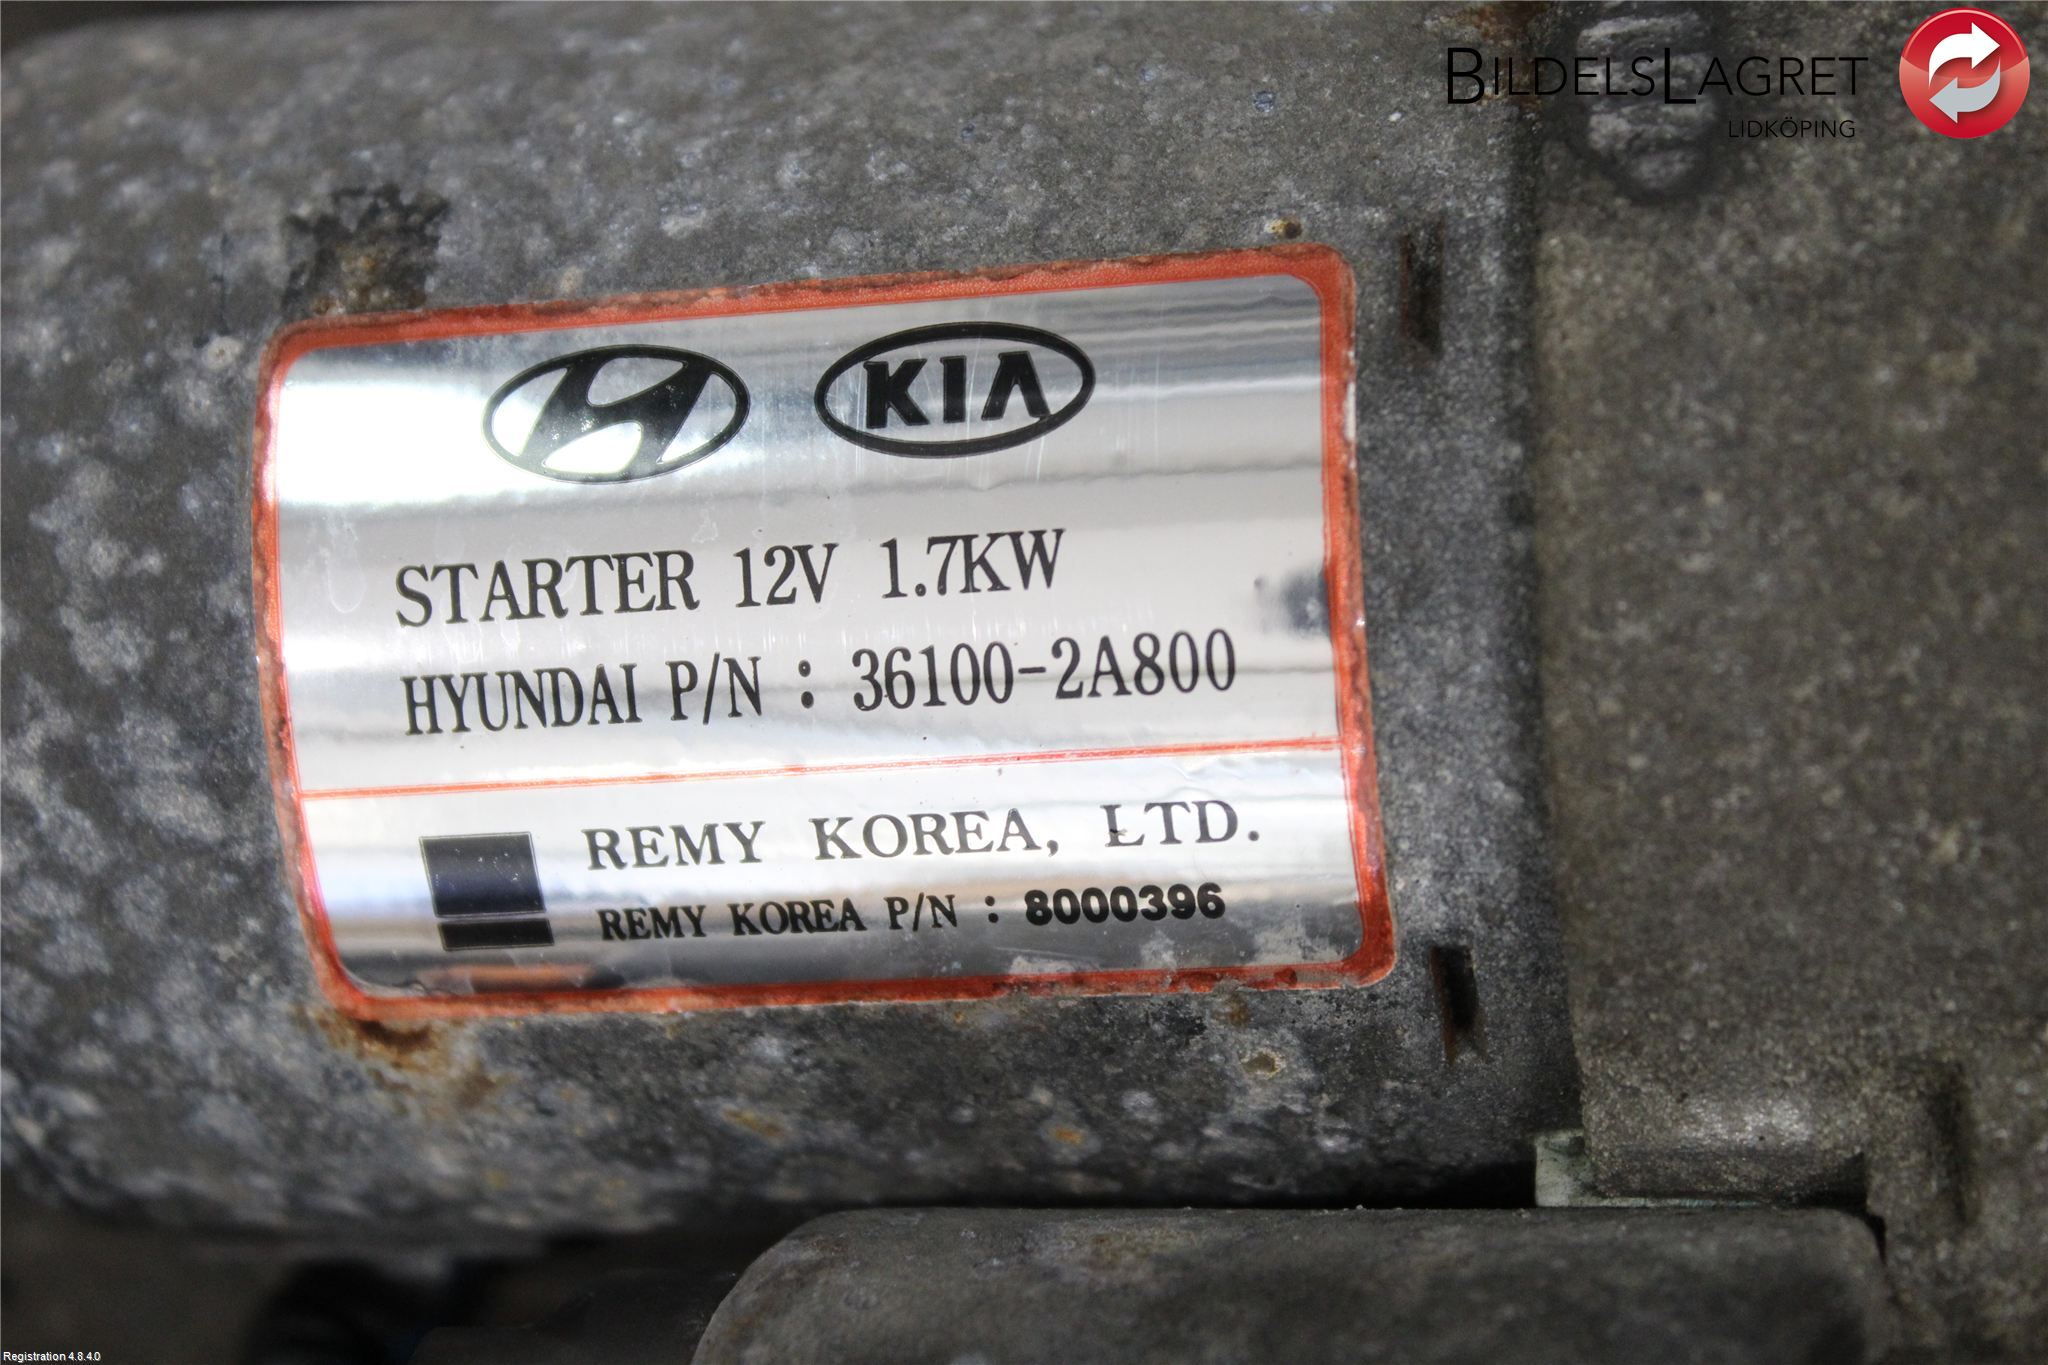 BILDELSLAGRET
LIDKÖPING
KIA
STARTER 12V 1.7KW
HYUNDAI P/N : 36100-2A800
REMY KOREA, LTD.
REMY KOREA P/N : 8000396
Registration 4.8.4.0